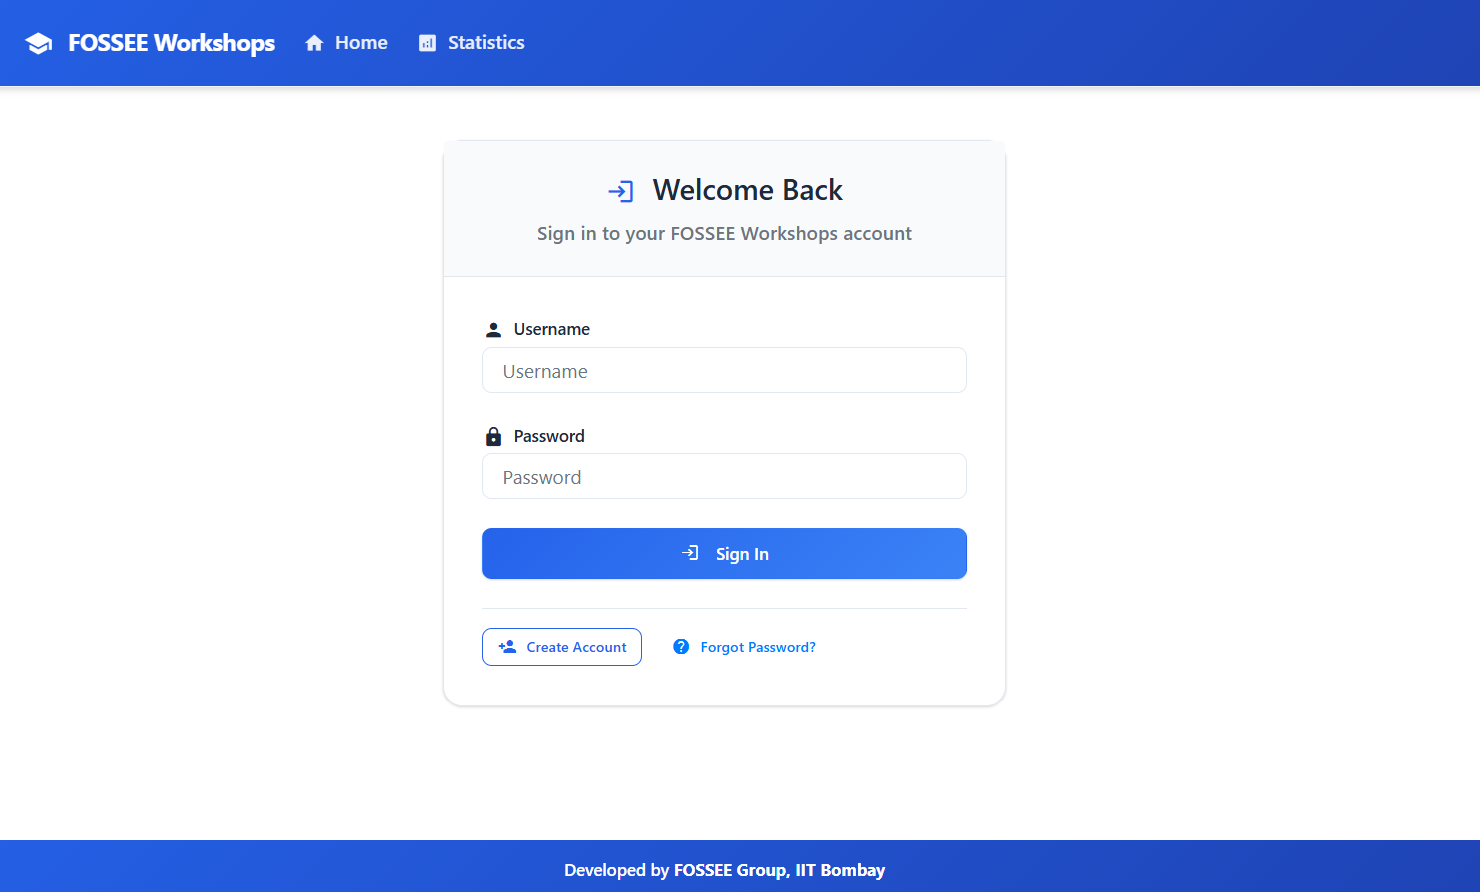 FOSSEE Workshops Home Statistics
Welcome Back
Sign in to your FOSSEE Workshops account
Username
Username
Password
Password
Sign In
Create Account Forgot Password?
Developed by FOSSEE Group, IIT Bombay